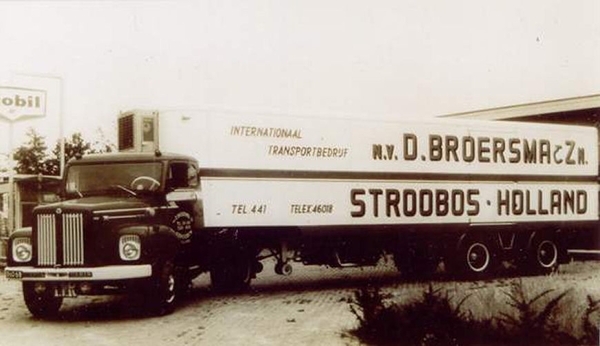 obil
INTERNATIONAAL
TRANSPORTBEDRIJF
N.V. D. BROERSMA & ZN.
STROOBOS · HOLLAND
TEL. 441 TELEX 46018